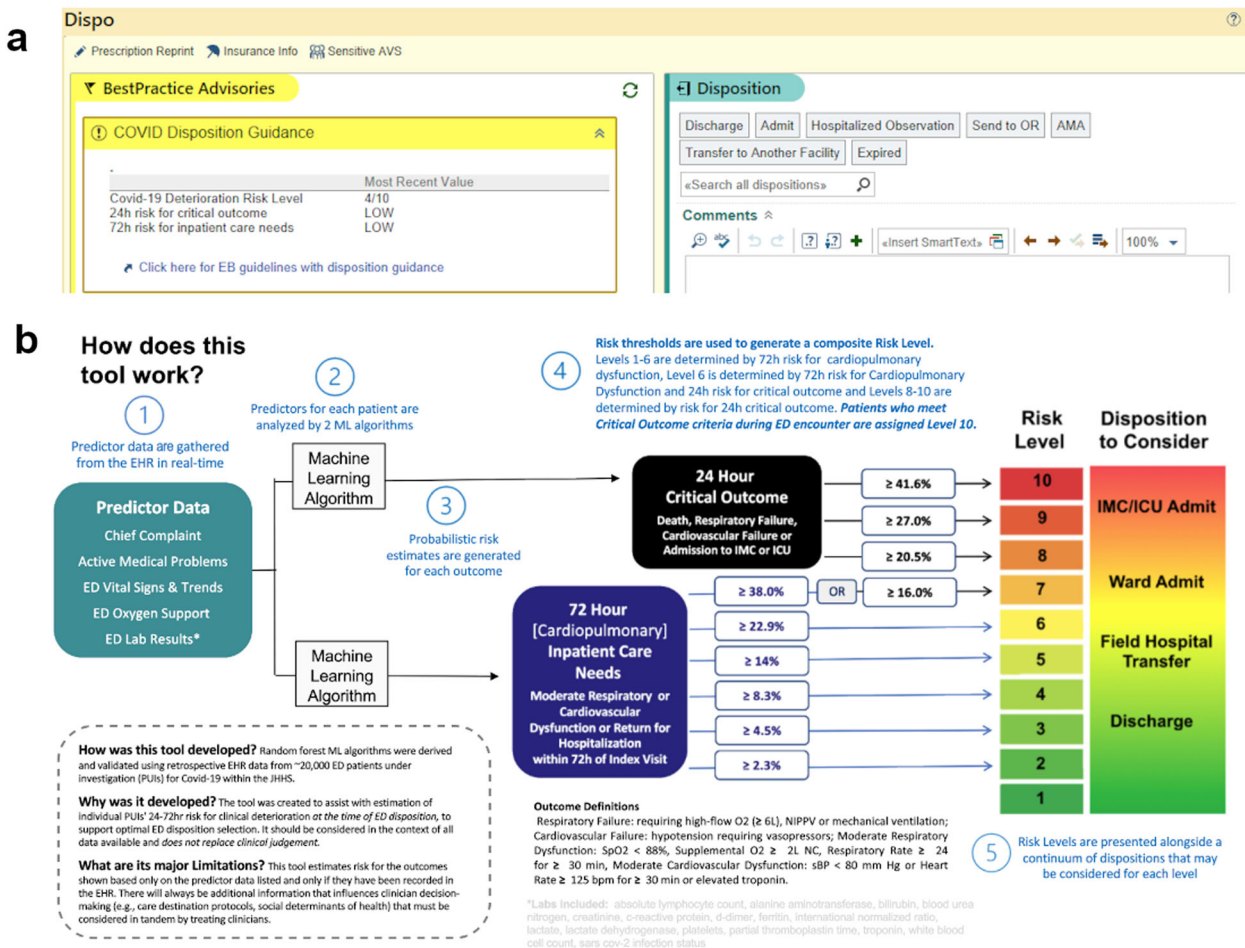 a
Dispo
Prescription Reprint Insurance Info Sensitive AVS
BestPractice Advisories
COVID Disposition Guidance
Most Recent Value
Covid-19 Deterioration Risk Level 4/10
24h risk for critical outcome LOW
72h risk for inpatient care needs LOW
Click here for EB guidelines with disposition guidance
Disposition
Discharge Admit Hospitalized Observation Send to OR AMA
Transfer to Another Facility Expired
«Search all dispositions»
Comments
abc «Insert SmartText» 100%
b
How does this
tool work?
1
Predictor data are gathered
from the EHR in real-time
2
Predictors for each patient are
analyzed by 2 ML algorithms
Predictor Data
Chief Complaint
Active Medical Problems
ED Vital Signs & Trends
ED Oxygen Support
ED Lab Results*
Machine
Learning
Algorithm
Machine
Learning
Algorithm
3
Probabilistic risk
estimates are generated
for each outcome
4
Risk thresholds are used to generate a composite Risk Level.
Levels 1-6 are determined by 72h risk for cardiopulmonary
dysfunction, Level 6 is determined by 72h risk for Cardiopulmonary
Dysfunction and 24h risk for critical outcome and Levels 8-10 are
determined by risk for 24h critical outcome. Patients who meet
Critical Outcome criteria during ED encounter are assigned Level 10.
24 Hour
Critical Outcome
Death, Respiratory Failure,
Cardiovascular Failure or
Admission to IMC or ICU
72 Hour
[Cardiopulmonary]
Inpatient Care
Needs
Moderate Respiratory or
Cardiovascular
Dysfunction or Return for
Hospitalization
within 72h of Index Visit
≥ 41.6%
≥ 27.0%
≥ 20.5%
≥ 38.0% OR ≥ 16.0%
≥ 22.9%
≥ 14%
≥ 8.3%
≥ 4.5%
≥ 2.3%
Risk
Level
10
9
8
7
6
5
4
3
2
1
Disposition
to Consider
IMC/ICU Admit
Ward Admit
Field Hospital
Transfer
Discharge
5
Risk Levels are presented alongside a
continuum of dispositions that may
be considered for each level
How was this tool developed? Random forest ML algorithms were derived
and validated using retrospective EHR data from ~20,000 ED patients under
investigation (PUIs) for Covid-19 within the JHHS.
Why was it developed? The tool was created to assist with estimation of
individual PUIs' 24-72hr risk for clinical deterioration at the time of ED disposition, to
support optimal ED disposition selection. It should be considered in the context of all
data available and does not replace clinical judgement.
What are its major Limitations? This tool estimates risk for the outcomes
shown based only on the predictor data listed and only if they have been recorded in
the EHR. There will always be additional information that influences clinician decision-
making (e.g., care destination protocols, social determinants of health) that must be
considered in tandem by treating clinicians.
Outcome Definitions
Respiratory Failure: requiring high-flow O2 (≥ 6L), NIPPV or mechanical ventilation;
Cardiovascular Failure: hypotension requiring vasopressors; Moderate Respiratory
Dysfunction: SpO2 < 88%, Supplemental O2 ≥ 2L NC, Respiratory Rate ≥ 24
for ≥ 30 min, Moderate Cardiovascular Dysfunction: sBP < 80 mm Hg or Heart
Rate ≥ 125 bpm for ≥ 30 min or elevated troponin.
*Labs Included: absolute lymphocyte count, alanine aminotransferase, bilirubin, blood urea
nitrogen, creatinine, c-reactive protein, d-dimer, ferritin, international normalized ratio,
lactate, lactate dehydrogenase, platelets, partial thromboplastin time, troponin, white blood
cell count, sars cov-2 infection status